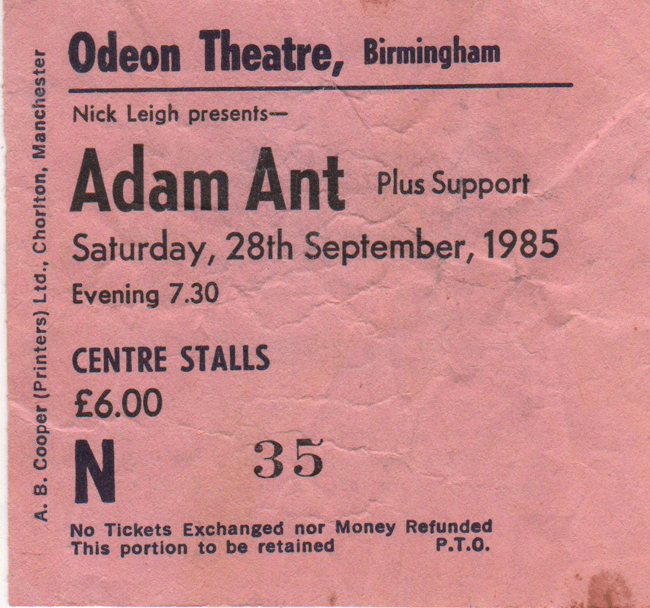 Odeon Theatre, Birmingham
Nick Leigh presents—
Adam Ant Plus Support
Saturday, 28th September, 1985
Evening 7.30
CENTRE STALLS
£6.00
N 35
No Tickets Exchanged nor Money Refunded
This portion to be retained P.T.O.
A. B. Cooper (Printers) Ltd., Chorlton, Manchester